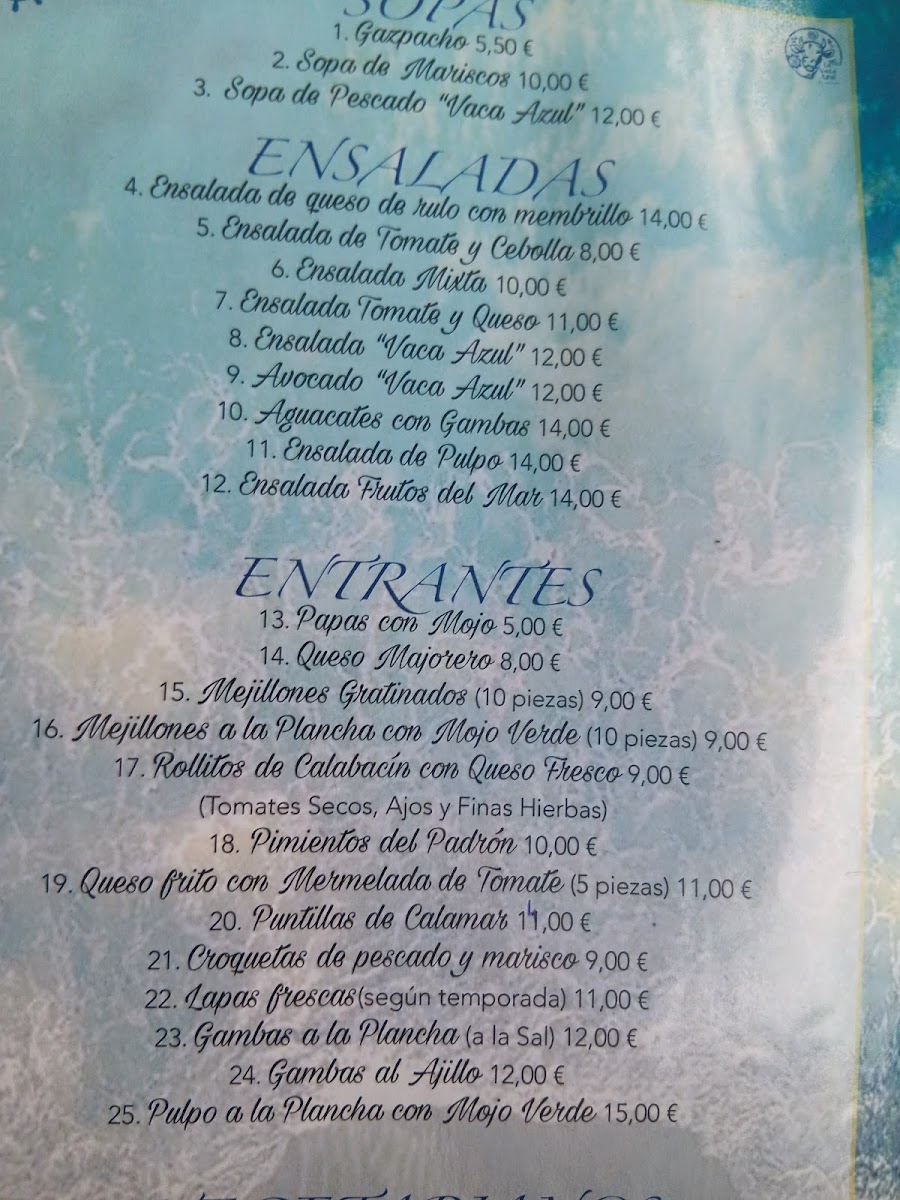 SOPAS
1. Gazpacho 5,50 €
2. Sopa de Mariscos 10,00 €
3. Sopa de Pescado "Vaca Azul" 12,00 €
ENSALADAS
4. Ensalada de queso de rulo con membrillo 14,00 €
5. Ensalada de Tomate y Cebolla 8,00 €
6. Ensalada Mixta 10,00 €
7. Ensalada Tomate y Queso 11,00 €
8. Ensalada "Vaca Azul" 12,00 €
9. Avocado "Vaca Azul" 12,00 €
10. Aguacates con Gambas 14,00 €
11. Ensalada de Pulpo 14,00 €
12. Ensalada Frutos del Mar 14,00 €
ENTRANTES
13. Papas con Mojo 5,00 €
14. Queso Majorero 8,00 €
15. Mejillones Gratinados (10 piezas) 9,00 €
16. Mejillones a la Plancha con Mojo Verde (10 piezas) 9,00 €
17. Rollitos de Calabacín con Queso Fresco 9,00 €
(Tomates Secos, Ajos y Finas Hierbas)
18. Pimientos del Padrón 10,00 €
19. Queso frito con Mermelada de Tomate (5 piezas) 11,00 €
20. Puntillas de Calamar 14,00 €
21. Croquetas de pescado y marisco 9,00 €
22. Lapas frescas (según temporada) 11,00 €
23. Gambas a la Plancha (a la Sal) 12,00 €
24. Gambas al Ajillo 12,00 €
25. Pulpo a la Plancha con Mojo Verde 15,00 €